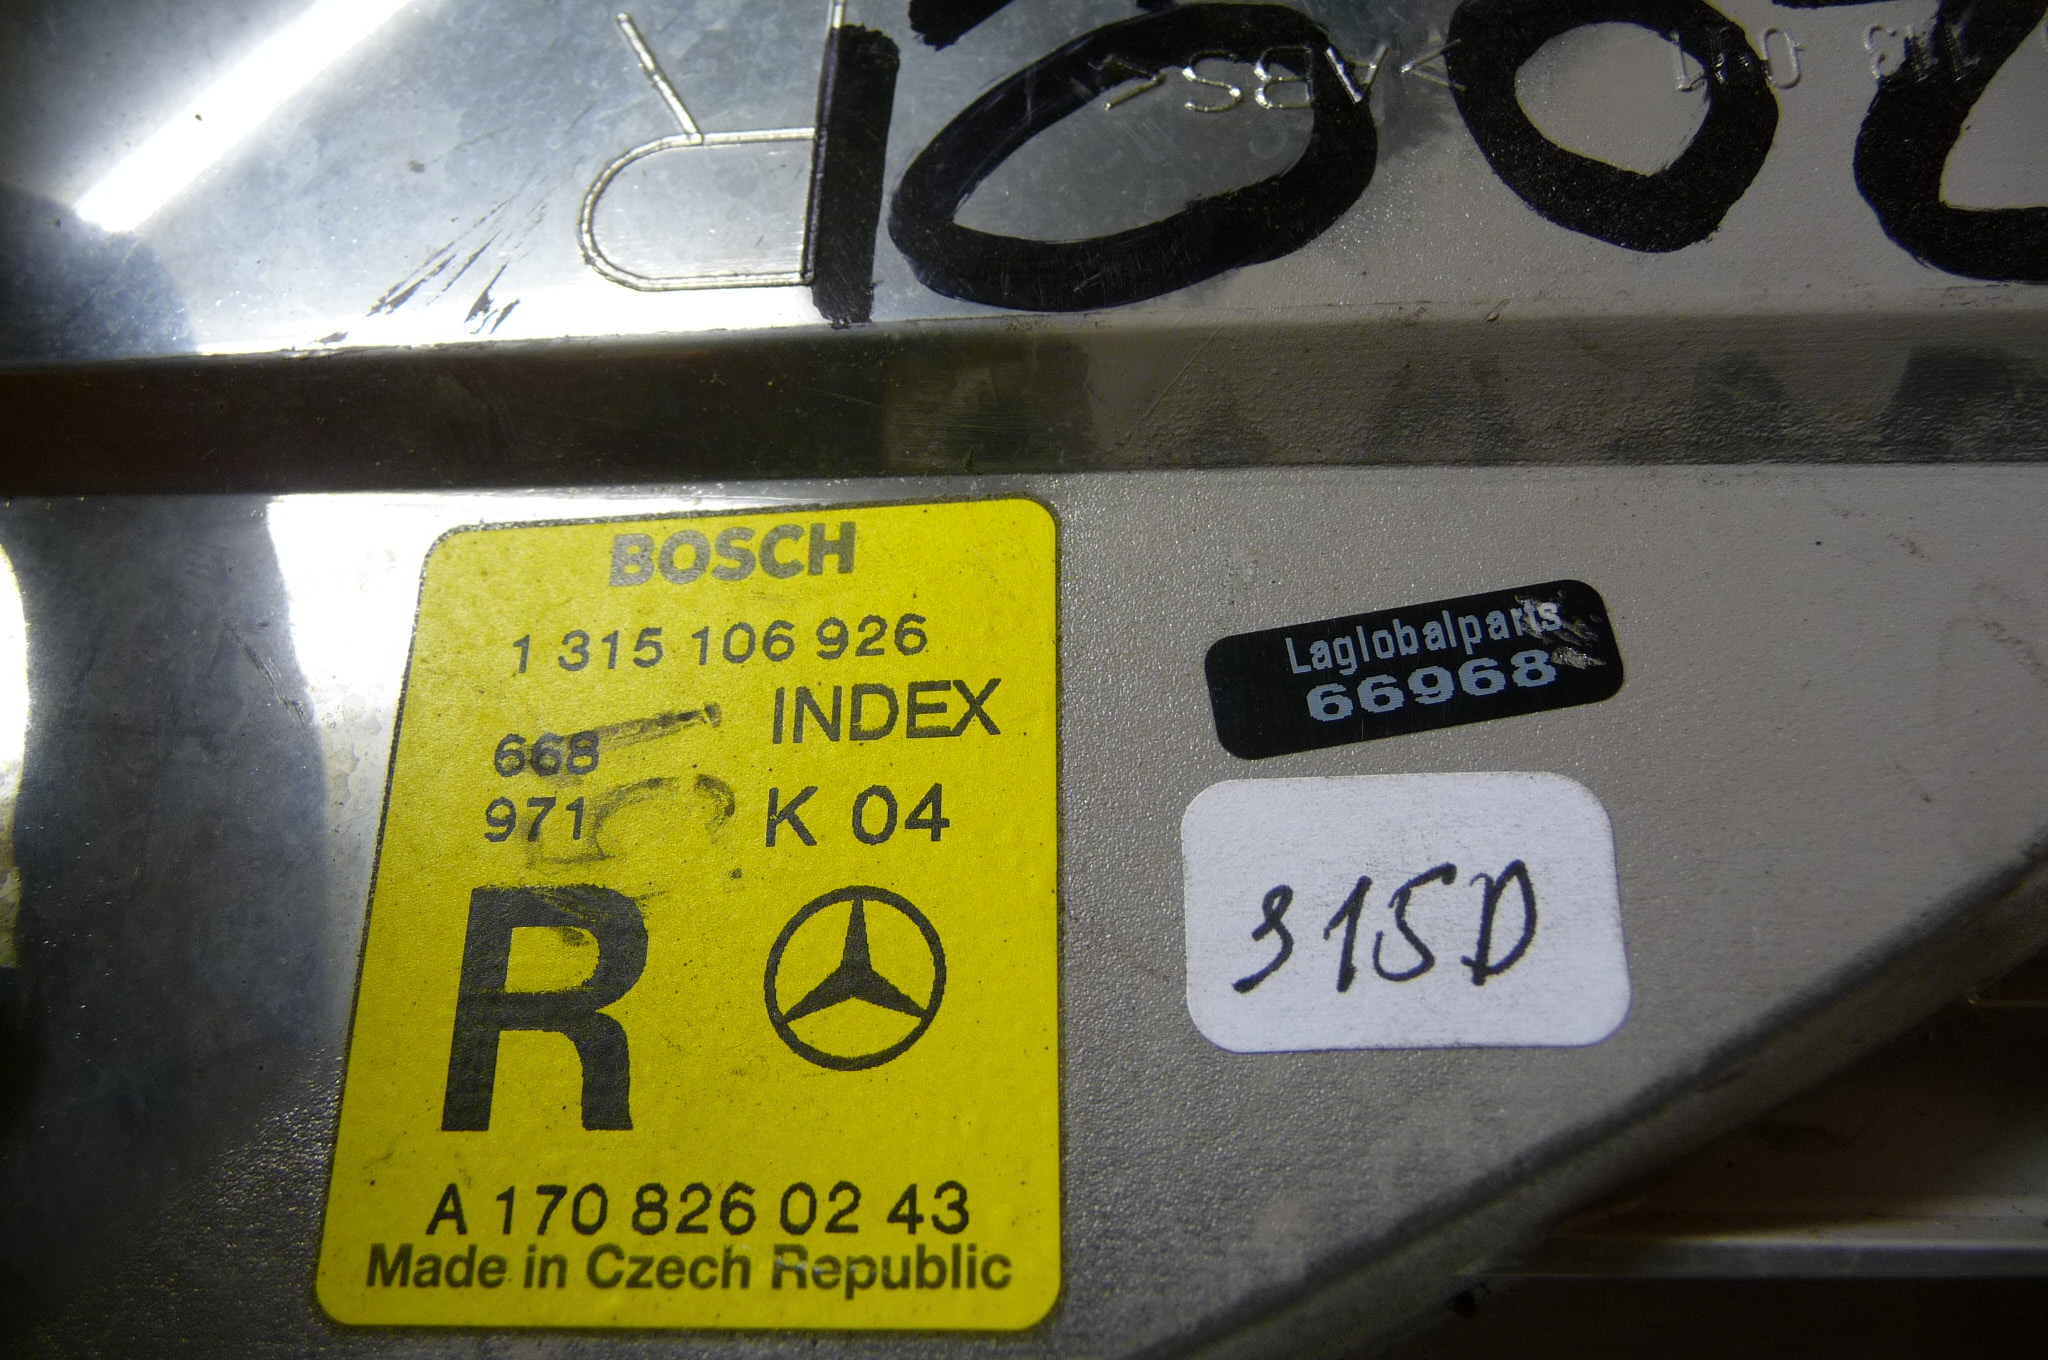 >ABS<
R
BOSCH
1 315 106 926
INDEX
668
971
K 04
R
A 170 826 02 43
Made in Czech Republic
Laglobalparts
66968
315D